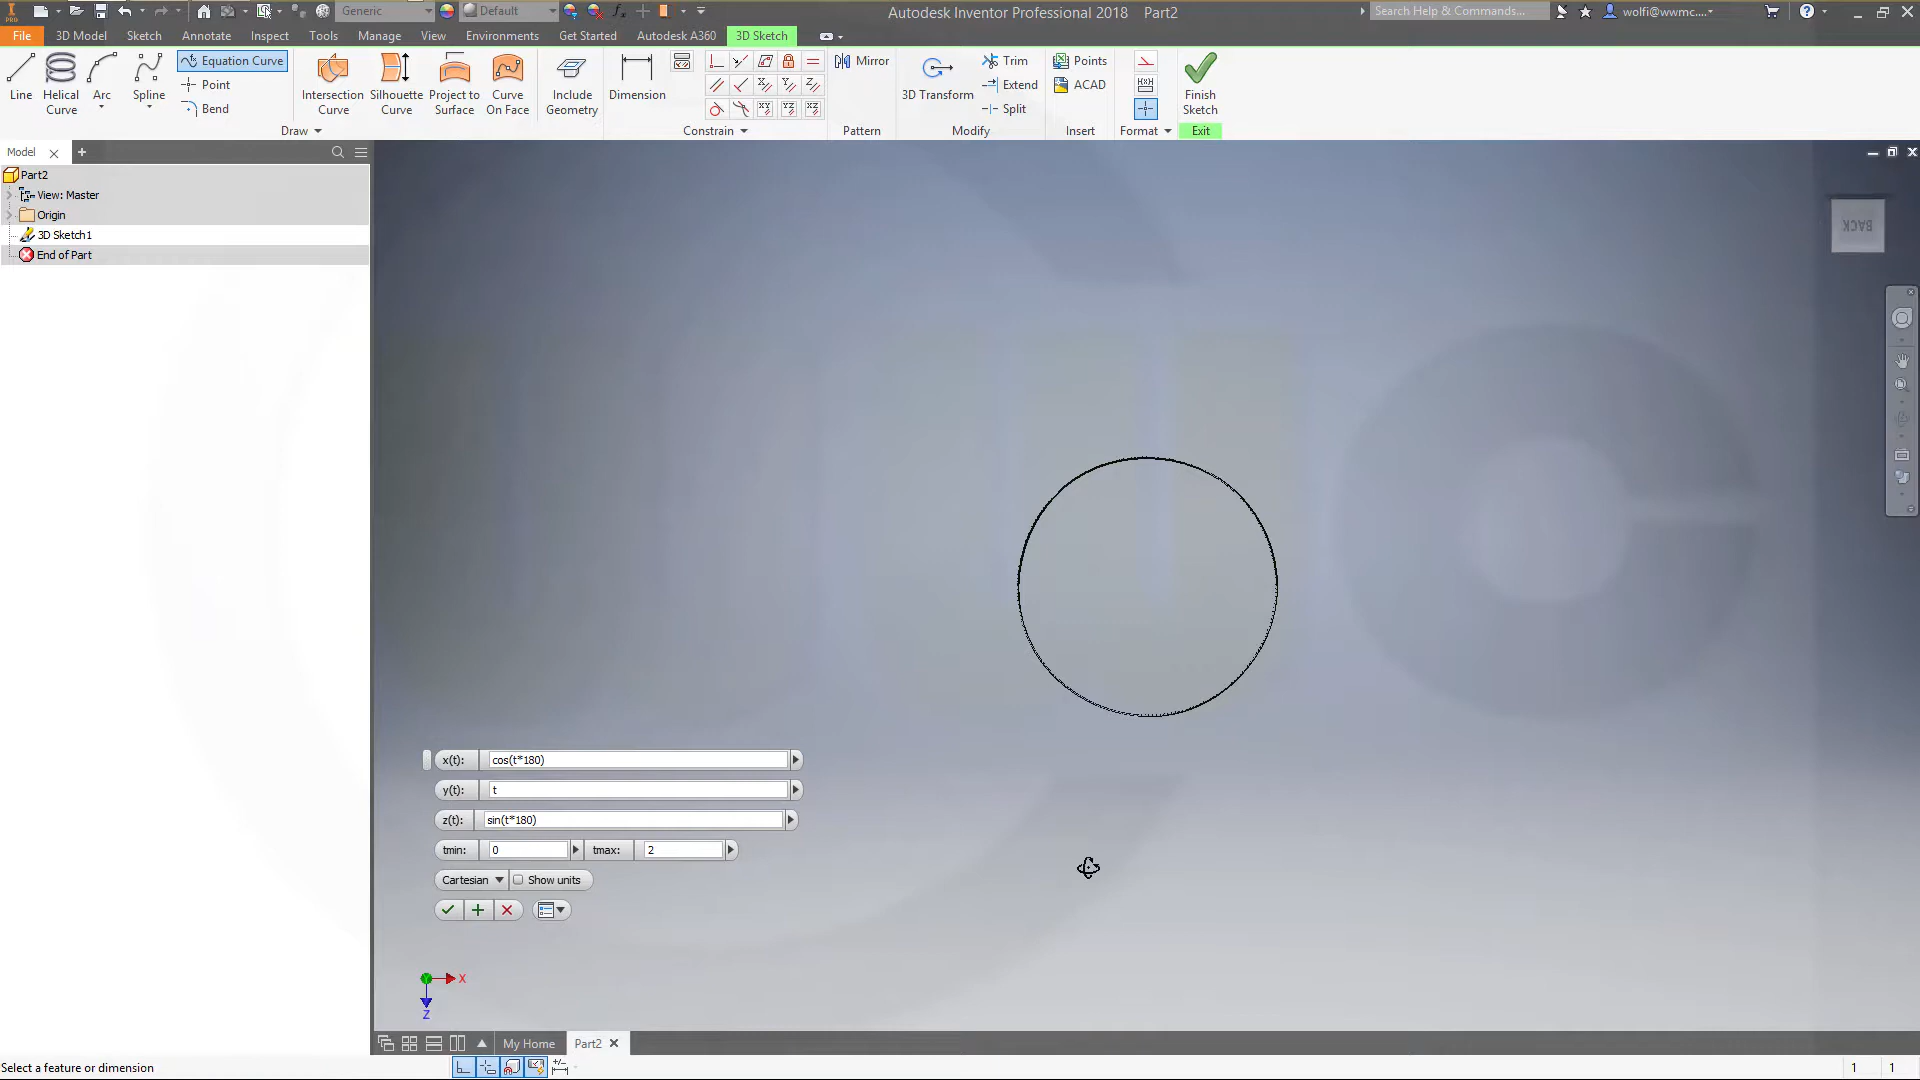 Generic
Default
Autodesk Inventor Professional 2018 Part2
Search Help & Commands...
wolfi@wwmc....
File
3D Model
Sketch
Annotate
Inspect
Tools
Manage
View
Environments
Get Started
Autodesk A360
3D Sketch
Line
Helical
Curve
Arc
Spline
Equation Curve
Point
Bend
Intersection
Curve
Silhouette
Curve
Project to
Surface
Curve
On Face
Include
Geometry
Dimension
Mirror
3D Transform
Trim
Extend
Split
Points
ACAD
Finish
Sketch
Draw
Constrain
Pattern
Modify
Insert
Format
Exit
Model
Part2
View: Master
Origin
3D Sketch1
End of Part
BACK
x(t): cos(t*180)
y(t): t
z(t): sin(t*180)
tmin: 0 tmax: 2
Cartesian Show units
X
Z
My Home
Part2
Select a feature or dimension
1 1